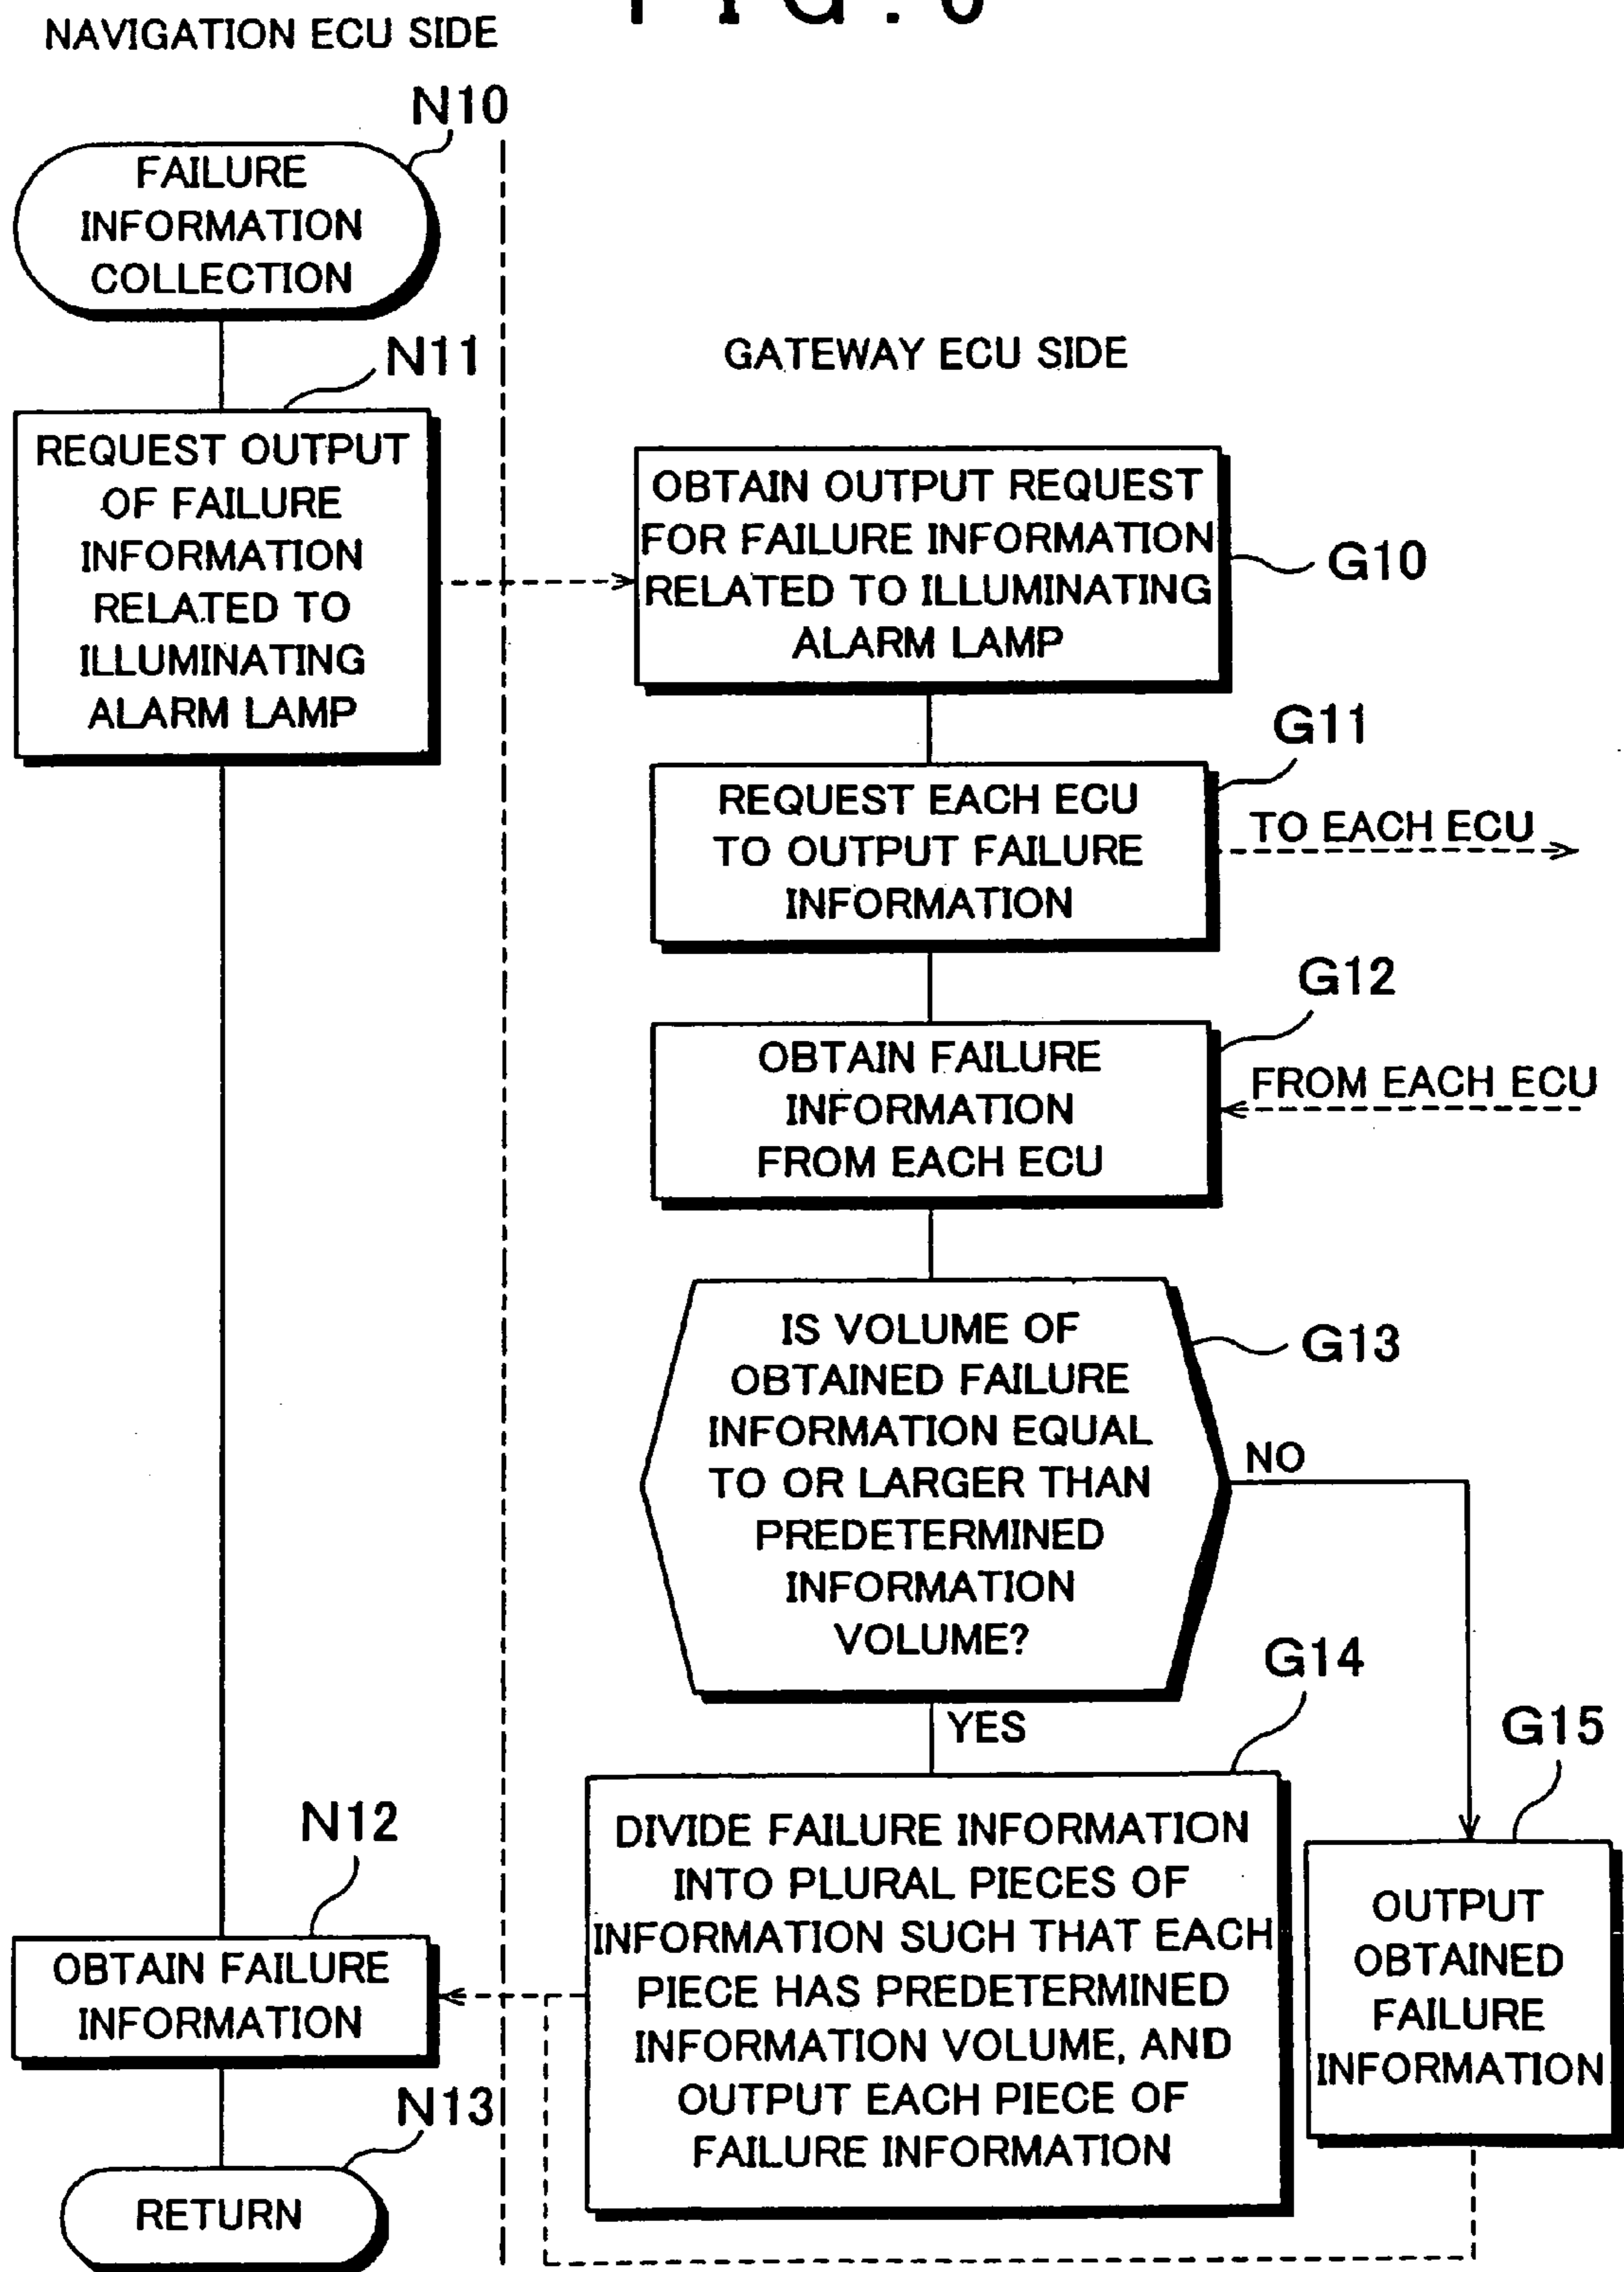 FIG.
NAVIGATION ECU SIDE
N10
FAILURE
INFORMATION
COLLECTION
N11
REQUEST OUTPUT
OF FAILURE
INFORMATION
RELATED TO
ILLUMINATING
ALARM LAMP
GATEWAY ECU SIDE
OBTAIN OUTPUT REQUEST
FOR FAILURE INFORMATION
RELATED TO ILLUMINATING
ALARM LAMP
G10
G11
REQUEST EACH ECU
TO OUTPUT FAILURE
INFORMATION
TO EACH ECU
G12
OBTAIN FAILURE
INFORMATION
FROM EACH ECU
FROM EACH ECU
IS VOLUME OF
OBTAINED FAILURE
INFORMATION EQUAL
TO OR LARGER THAN
PREDETERMINED
INFORMATION
VOLUME?
G13
NO
YES
G14
DIVIDE FAILURE INFORMATION
INTO PLURAL PIECES OF
INFORMATION SUCH THAT EACH
PIECE HAS PREDETERMINED
INFORMATION VOLUME, AND
OUTPUT EACH PIECE OF
FAILURE INFORMATION
G15
OUTPUT
OBTAINED
FAILURE
INFORMATION
N12
OBTAIN FAILURE
INFORMATION
N13
RETURN